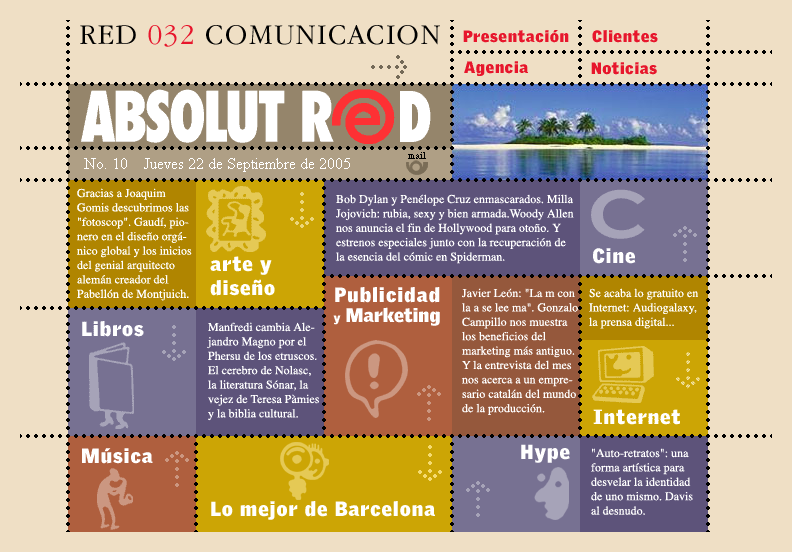 RED 032 COMUNICACION
Presentación
Clientes
Agencia
Noticias
ABSOLUT RED
No. 10 Jueves 22 de Septiembre de 2005
mail
Gracias a Joaquim
Gomis descubrimos las
"fotoscop". Gaudí, pio-
nero en el diseño orgá-
nico global y los inicios
del genial arquitecto
alemán creador del
Pabellón de Montjuich.
arte y
diseño
Bob Dylan y Penélope Cruz enmascarados. Milla
Jojovich: rubia, sexy y bien armada.Woody Allen
nos anuncia el fin de Hollywood para otoño. Y
estrenos especiales junto con la recuperación de
la esencia del cómic en Spiderman.
C
Cine
Libros
Manfredi cambia Ale-
jandro Magno por el
Phersu de los etruscos.
El cerebro de Nolasc,
la literatura Sónar, la
vejez de Teresa Pàmies
y la biblia cultural.
Publicidad
y Marketing
Javier León: "La m con
la a se lee ma". Gonzalo
Campillo nos muestra
los beneficios del
marketing más antiguo.
Y la entrevista del mes
nos acerca a un empre-
sario catalán del mundo
de la producción.
Se acaba lo gratuito en
Internet: Audiogalaxy,
la prensa digital...
Internet
Música
Lo mejor de Barcelona
Hype
"Auto-retratos": una
forma artística para
desvelar la identidad
de uno mismo. Davis
al desnudo.